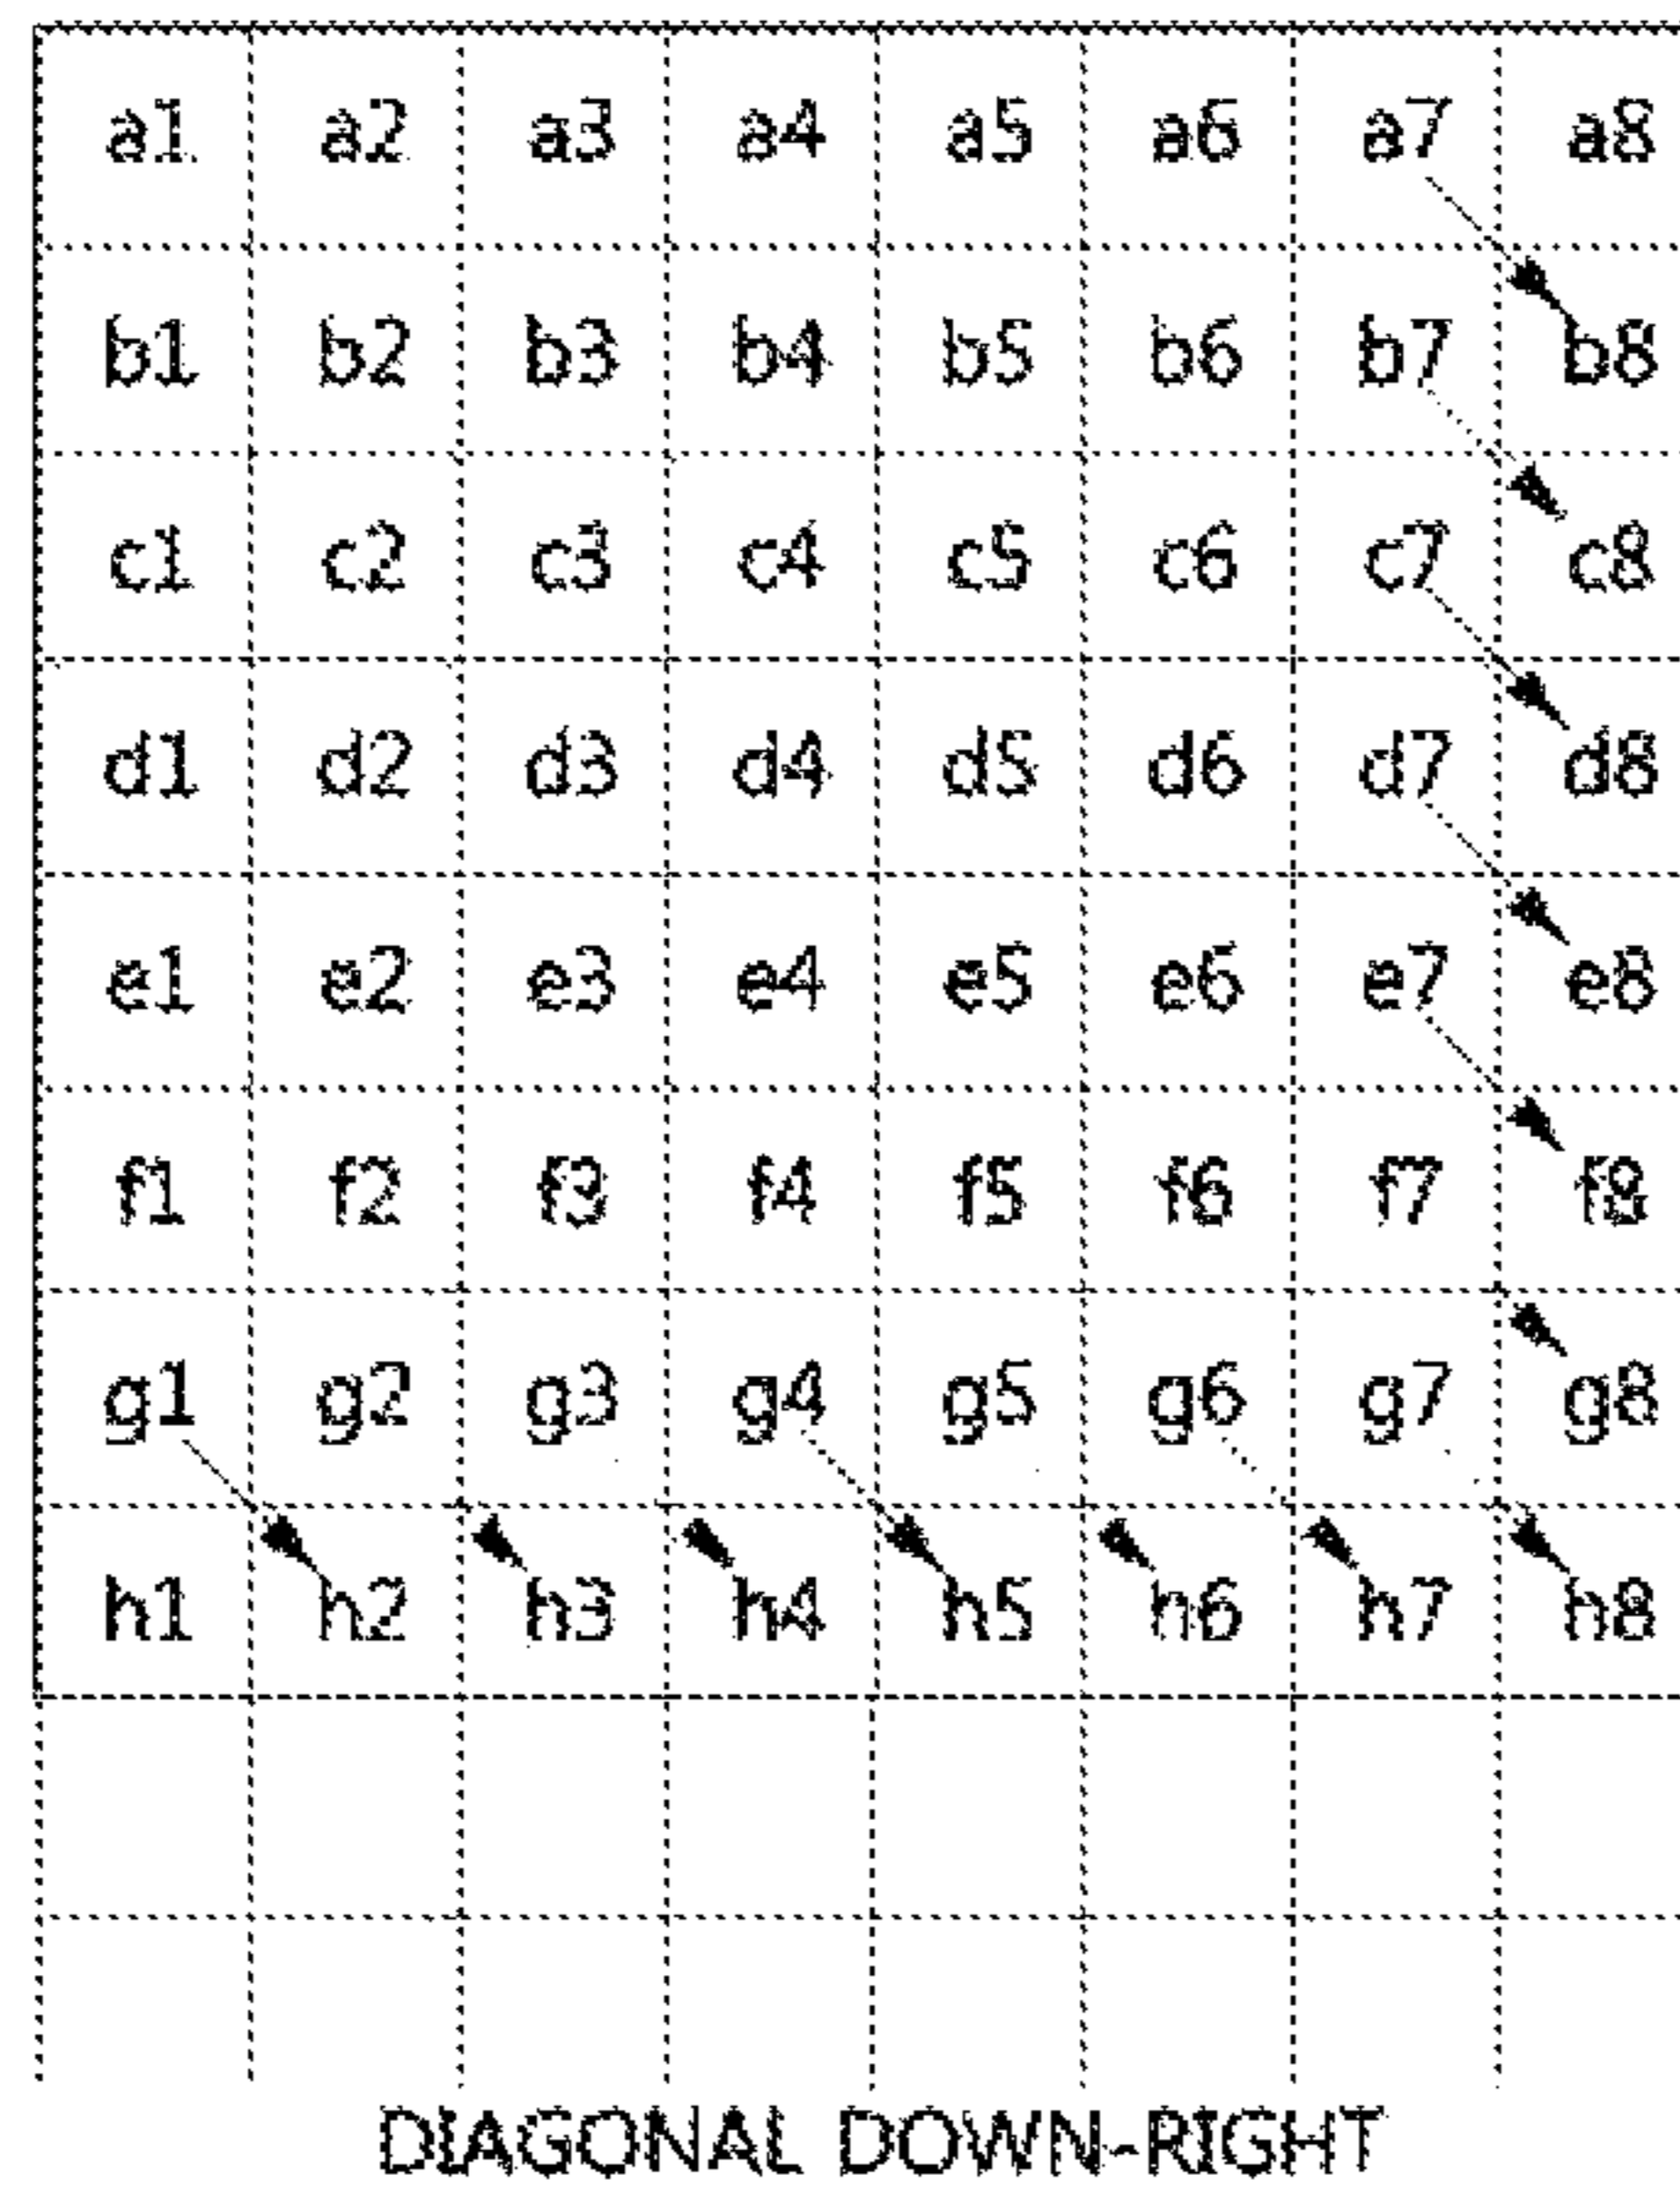 a1 a2 a3 a4 a5 a6 a7 a8
b1 b2 b3 b4 b5 b6 b7 b8
c1 c2 c3 c4 c5 c6 c7 c8
d1 d2 d3 d4 d5 d6 d7 d8
e1 e2 e3 e4 e5 e6 e7 e8
f1 f2 f3 f4 f5 f6 f7 f8
g1 g2 g3 g4 g5 g6 g7 g8
h1 h2 h3 h4 h5 h6 h7 h8
DIAGONAL DOWN-RIGHT